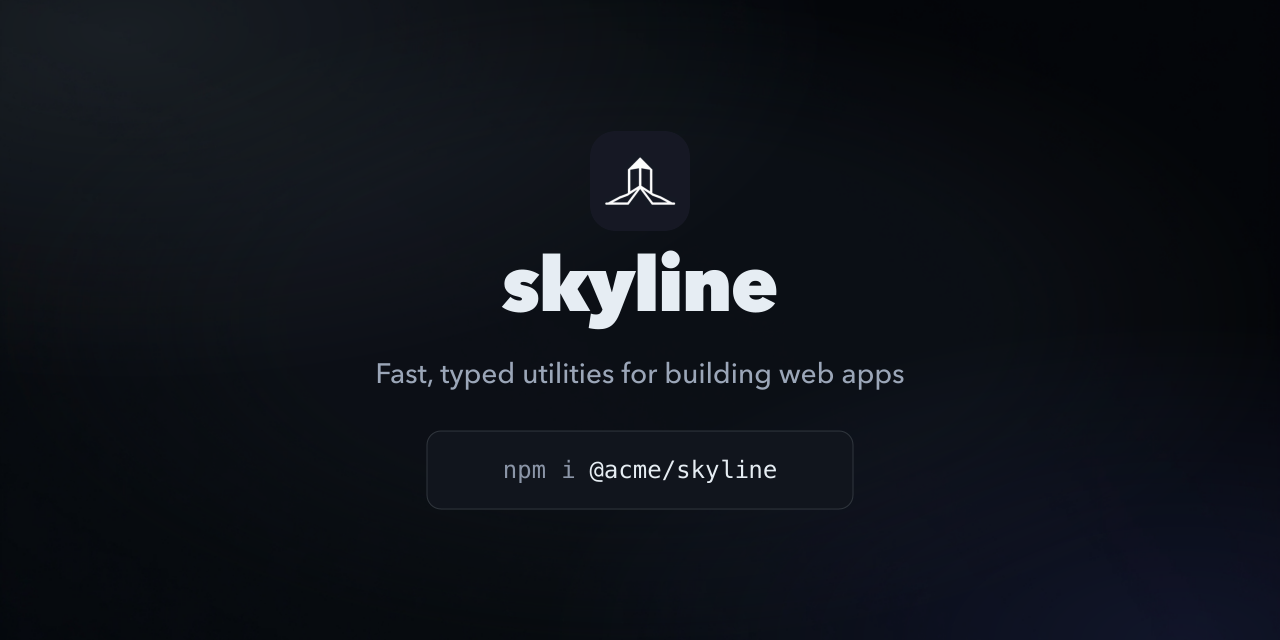 skyline
Fast, typed utilities for building web apps
npm i @acme/skyline